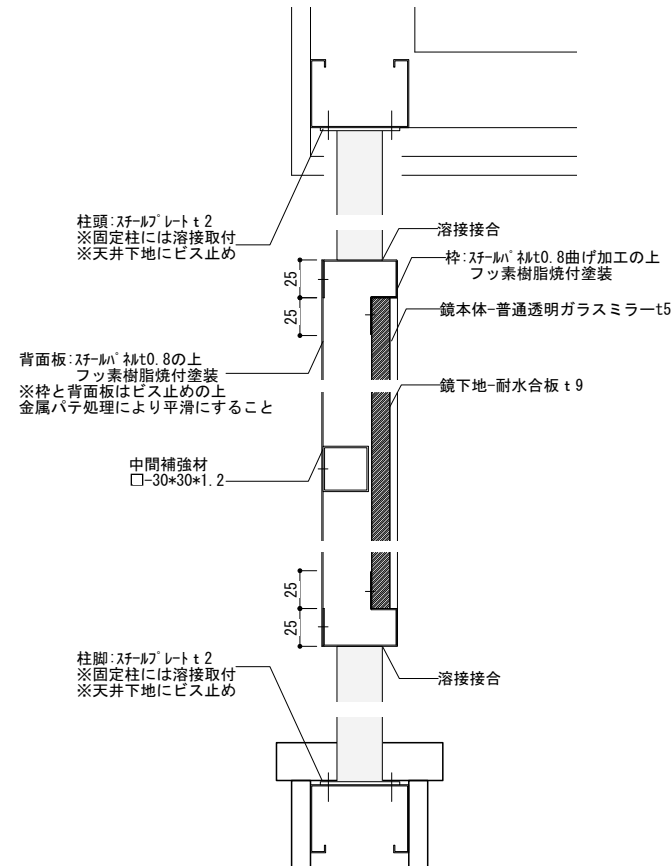 柱頭:スチールプレートt2
※固定柱には溶接取付
※天井下地にビス止め
溶接接合
枠:スチールパネルt0.8曲げ加工の上
フッ素樹脂焼付塗装
25
25
鏡本体-普通透明ガラスミラーt5
背面板:スチールパネルt0.8の上
フッ素樹脂焼付塗装
※枠と背面板はビス止めの上
金属パテ処理により平滑にすること
鏡下地-耐水合板t9
中間補強材
□-30*30*1.2
25
25
柱脚:スチールプレートt2
※固定柱には溶接取付
※天井下地にビス止め
溶接接合